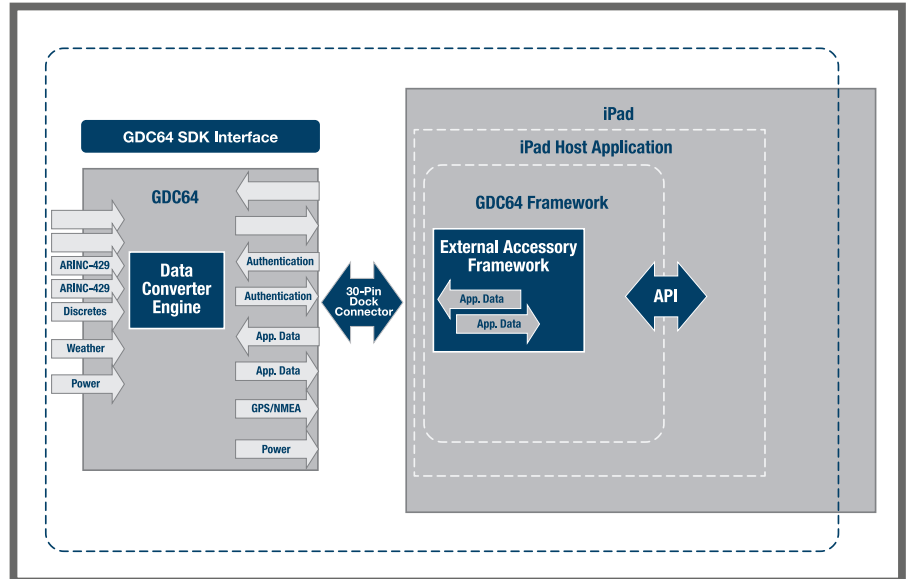 iPad
GDC64 SDK Interface
iPad Host Application
GDC64
GDC64 Framework
ARINC-429
ARINC-429
Discretes
Weather
Power
Data
Converter
Engine
Authentication
Authentication
App. Data
App. Data
GPS/NMEA
Power
30-Pin
Dock
Connector
External Accessory
Framework
App. Data
App. Data
API